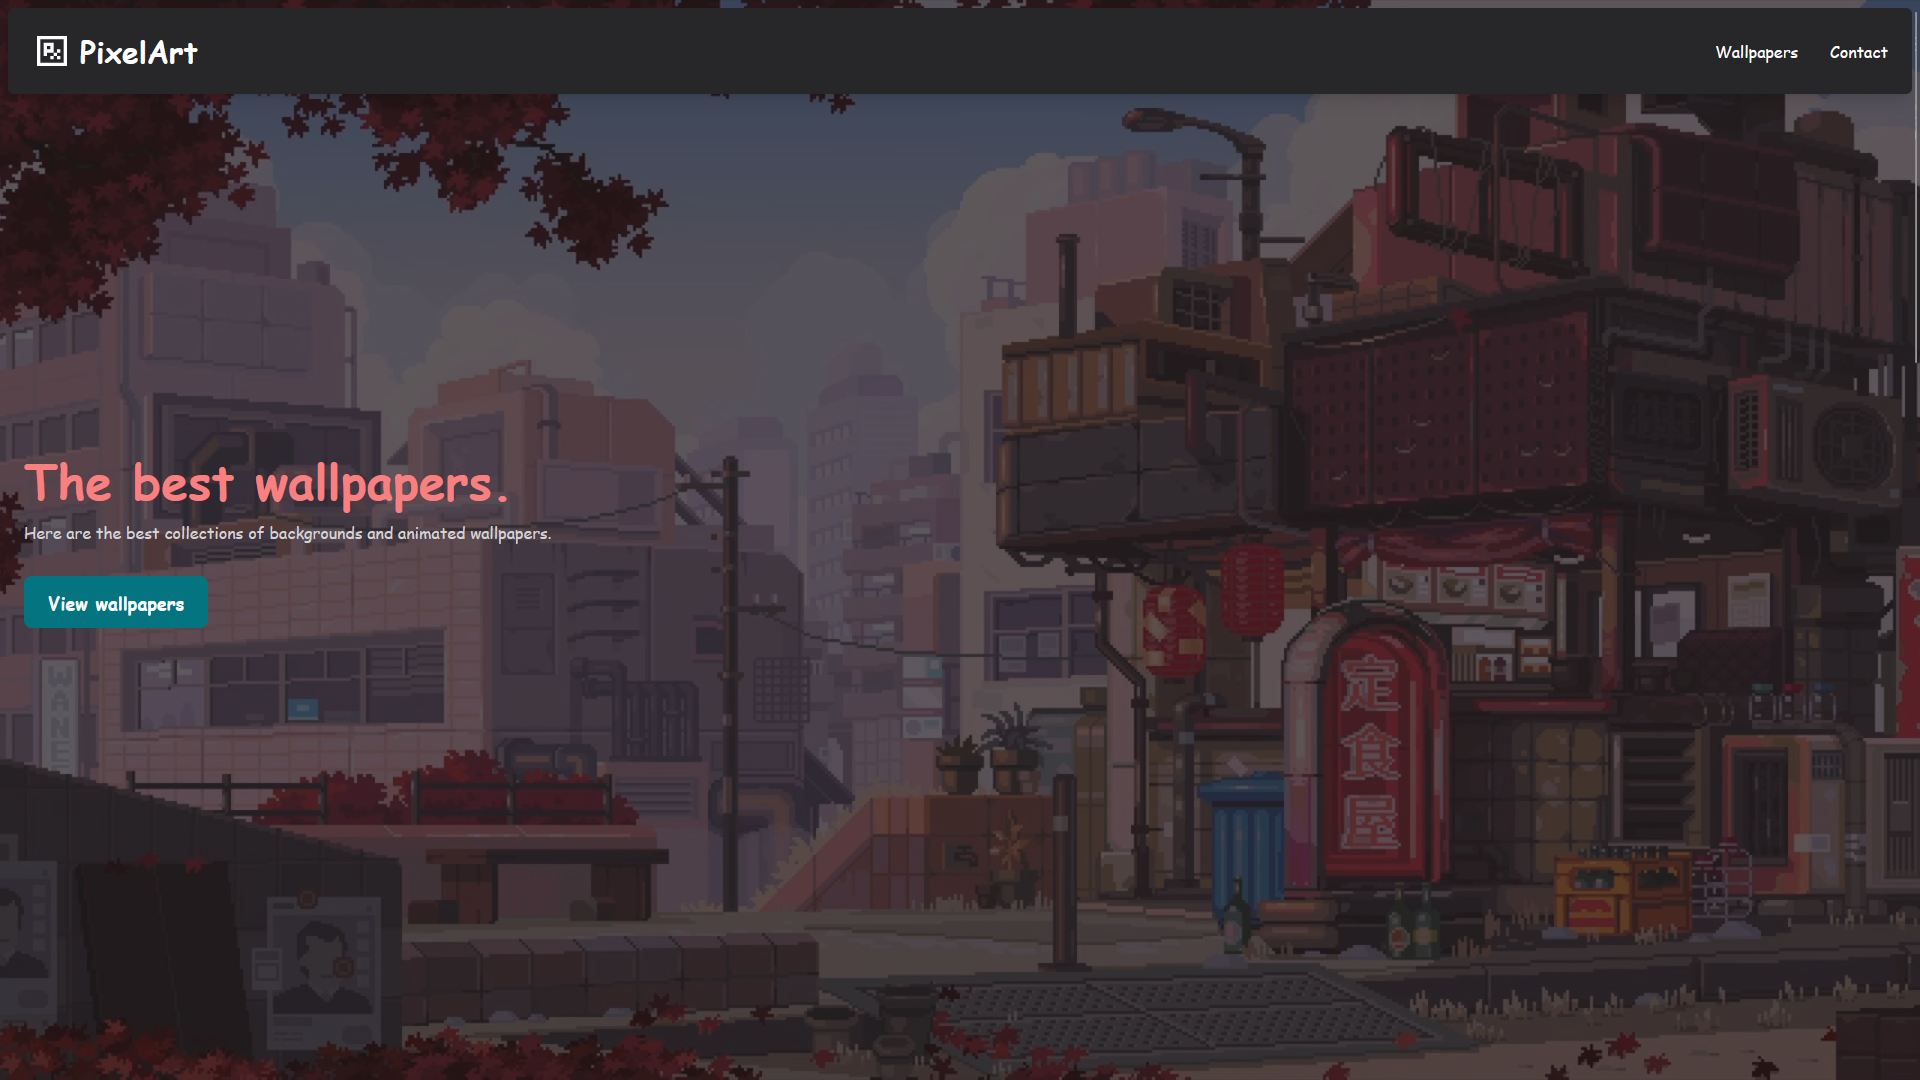 PixelArt
Wallpapers
Contact
The best wallpapers.
Here are the best collections of backgrounds and animated wallpapers.
View wallpapers
WANE
定
食
屋